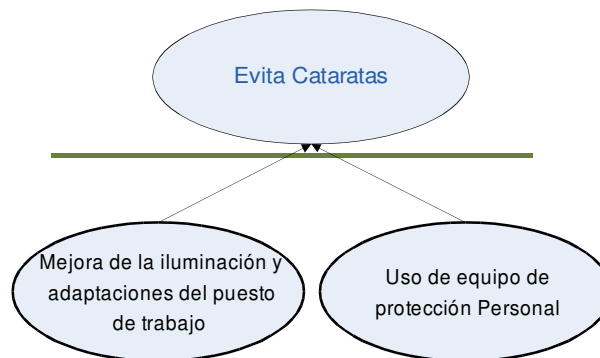 Evita Cataratas
Mejora de la iluminación y
adaptaciones del puesto
de trabajo
Uso de equipo de
protección Personal